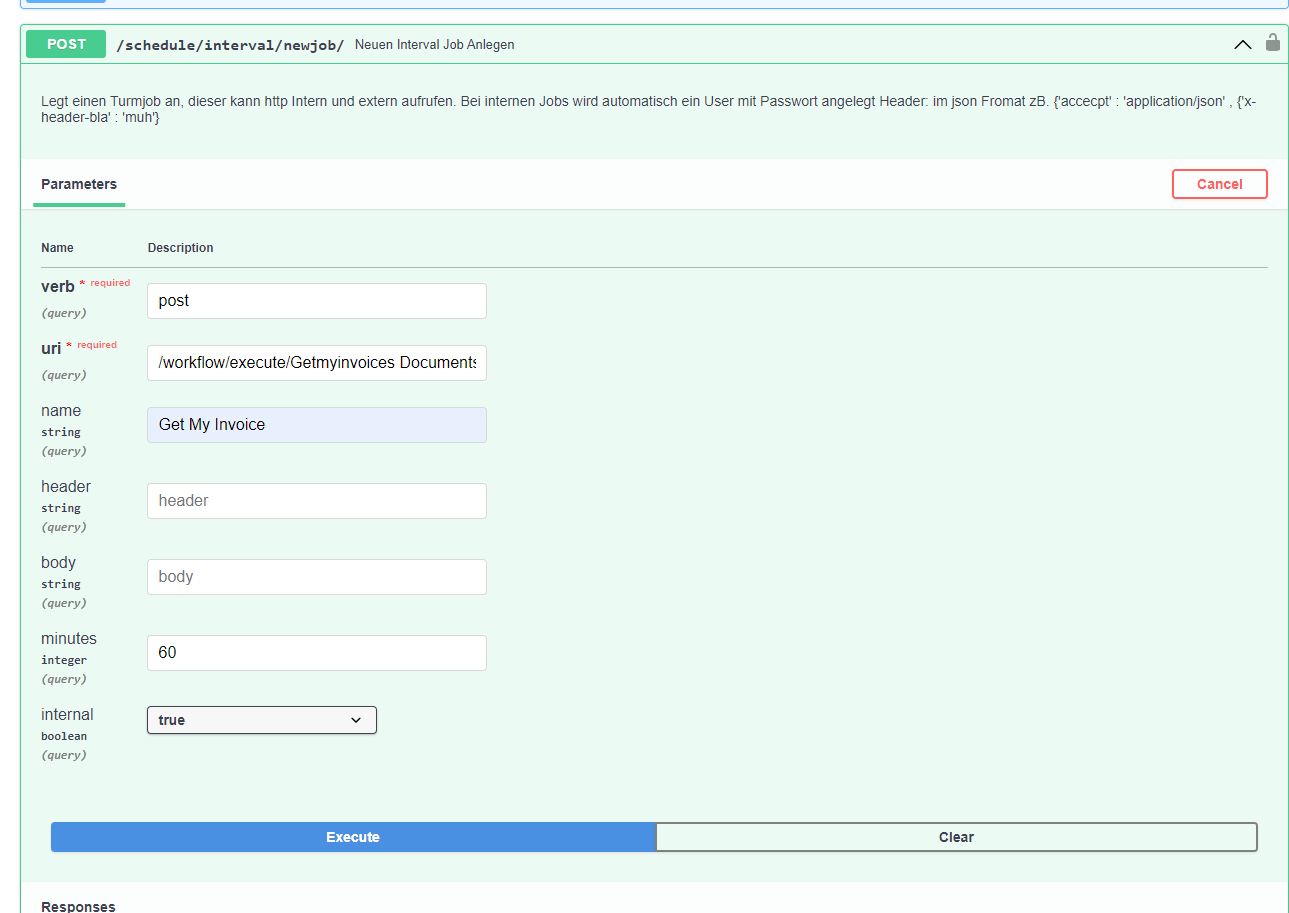 POST /schedule/interval/newjob/ Neuen Interval Job Anlegen
Legt einen Turmjob an, dieser kann http Intern und extern aufrufen. Bei internen Jobs wird automatisch ein User mit Passwort angelegt Header: im json Fromat zB. {'accecpt' : 'application/json' , {'x-
header-bla' : 'muh'}
Parameters Cancel
Name Description
verb * required
(query)
post
uri * required
(query)
/workflow/execute/Getmyinvoices Documents
name
string
(query)
Get My Invoice
header
string
(query)
header
body
string
(query)
body
minutes
integer
(query)
60
internal
boolean
(query)
true
Execute Clear
Responses